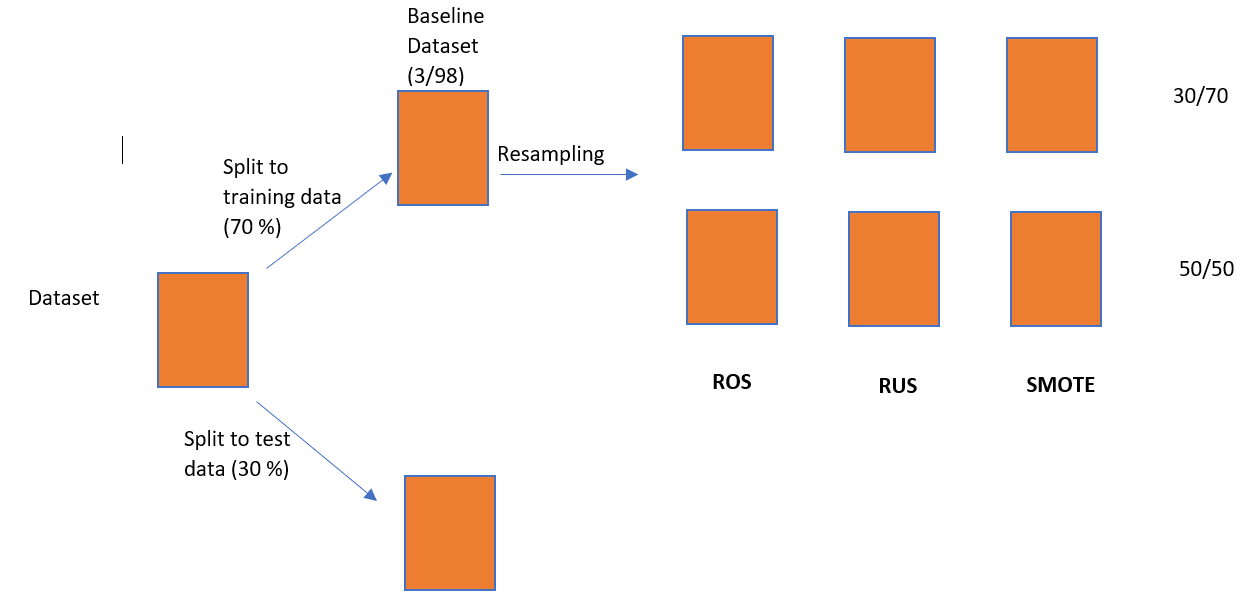 Baseline
Dataset
(3/98)
30/70
Split to
training data
(70 %)
Resampling
Dataset
50/50
ROS
RUS
SMOTE
Split to test
data (30 %)